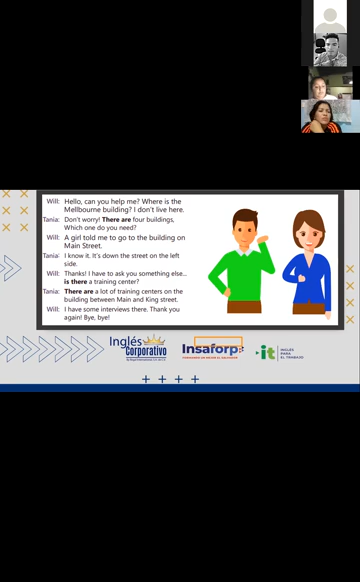 Will: Hello, can you help me? Where is the
Mellbourne building? I don't live here.
Tania: Don't worry! There are four buildings,
Which one do you need?
Will: A girl told me to go to the building on
Main Street.
Tania: I know it. It's down the street on the left
side.
Will: Thanks! I have to ask you something else...
is there a training center?
Tania: There are a lot of training centers on the
building between Main and King street.
Will: I have some interviews there. Thank you
again! Bye, bye!
Inglés
Corporativo
Insaforp
it
INGLÉS
PARA
EL TRABAJO